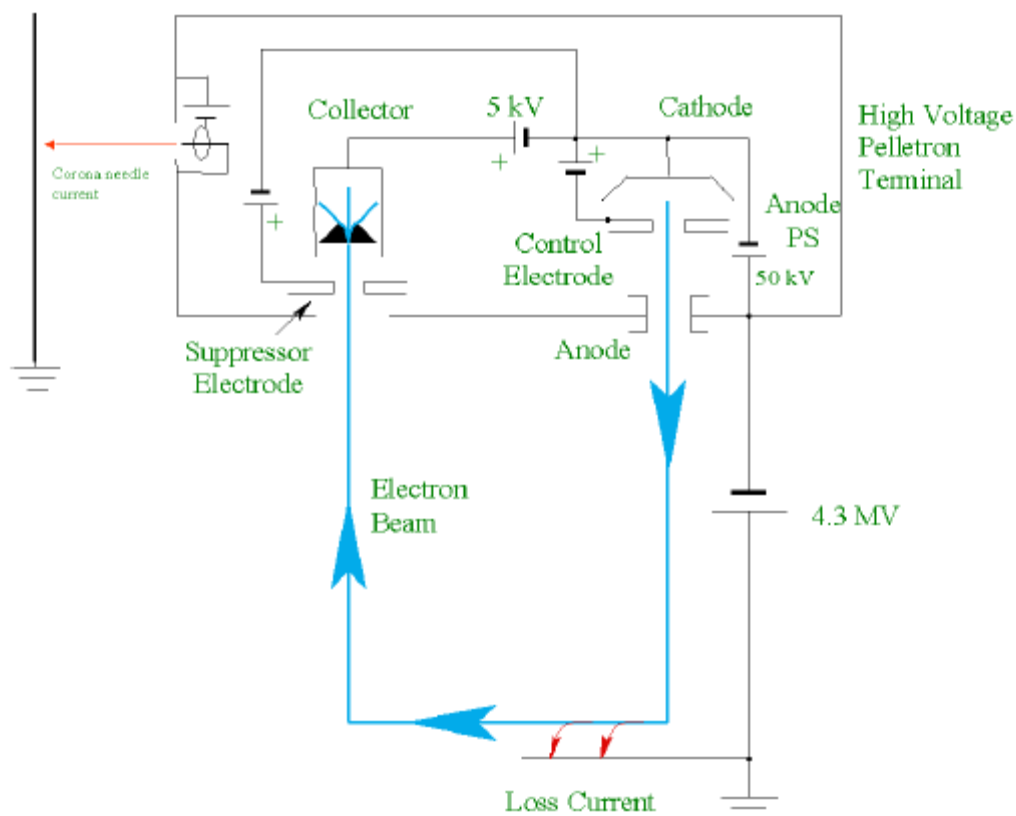 Collector
5 kV
Cathode
High Voltage
Pelletron
Terminal
+
+
Corona needle
current
+
Anode
PS
Control
Electrode
50 kV
Suppressor
Electrode
Anode
Electron
Beam
4.3 MV
Loss Current